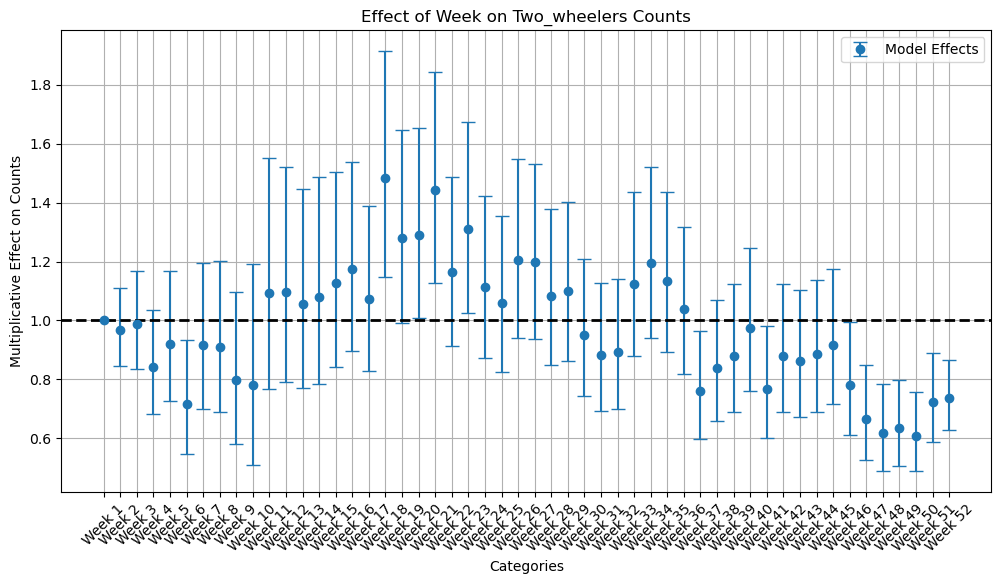 Effect of Week on Two_wheelers Counts
Model Effects
Multiplicative Effect on Counts
1.8
1.6
1.4
1.2
1.0
0.8
0.6
Week 1
Week 2
Week 3
Week 4
Week 5
Week 6
Week 7
Week 8
Week 9
Week 10
Week 11
Week 12
Week 13
Week 14
Week 15
Week 16
Week 17
Week 18
Week 19
Week 20
Week 21
Week 22
Week 23
Week 24
Week 25
Week 26
Week 27
Week 28
Week 29
Week 30
Week 31
Week 32
Week 33
Week 34
Week 35
Week 36
Week 37
Week 38
Week 39
Week 40
Week 41
Week 42
Week 43
Week 44
Week 45
Week 46
Week 47
Week 48
Week 49
Week 50
Week 51
Week 52
Categories